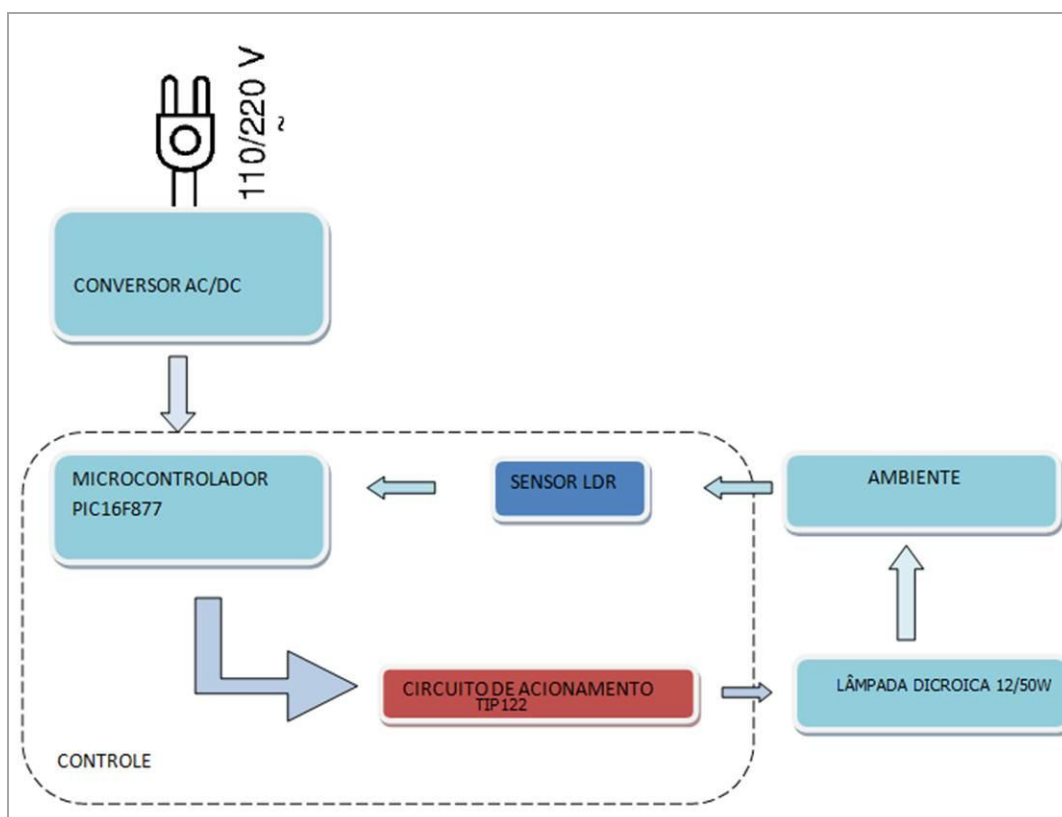 110/220 V
~
CONVERSOR AC/DC
MICROCONTROLADOR
PIC16F877
SENSOR LDR
AMBIENTE
CIRCUITO DE ACIONAMENTO
TIP122
LÂMPADA DICROICA 12/50W
CONTROLE